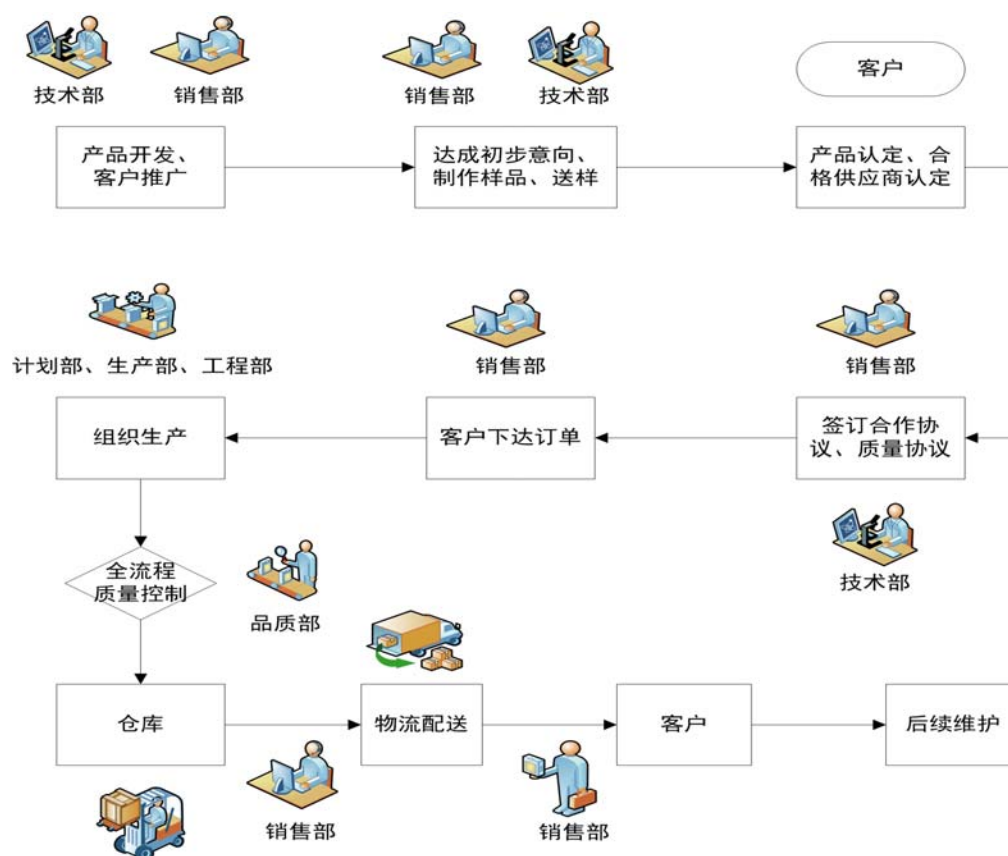 技术部
销售部
销售部
技术部
客户
产品开发、
客户推广
达成初步意向、
制作样品、送样
产品认定、合
格供应商认定
计划部、生产部、工程部
销售部
销售部
组织生产
客户下达订单
签订合作协
议、质量协议
技术部
全流程
质量控制
品质部
仓库
物流配送
客户
后续维护
销售部
销售部